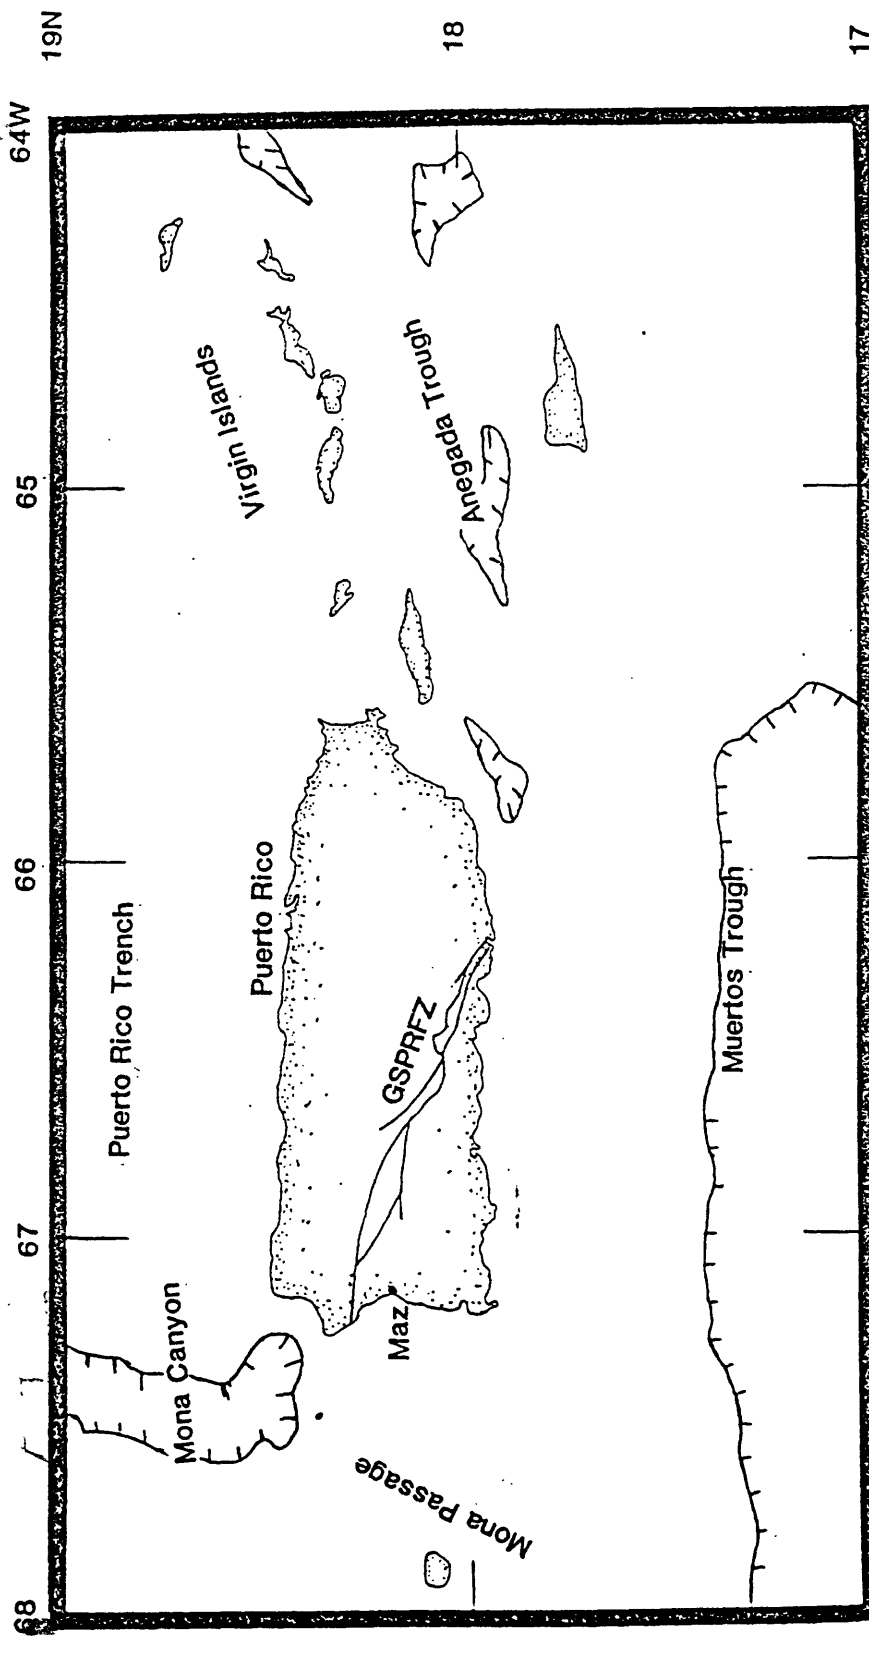 68
67
66
65
64W
19N
18
17
Puerto Rico Trench
Mona Canyon
Puerto Rico
Virgin Islands
Maz
GSPRFZ
Anegada Trough
Mona Passage
Muertos Trough